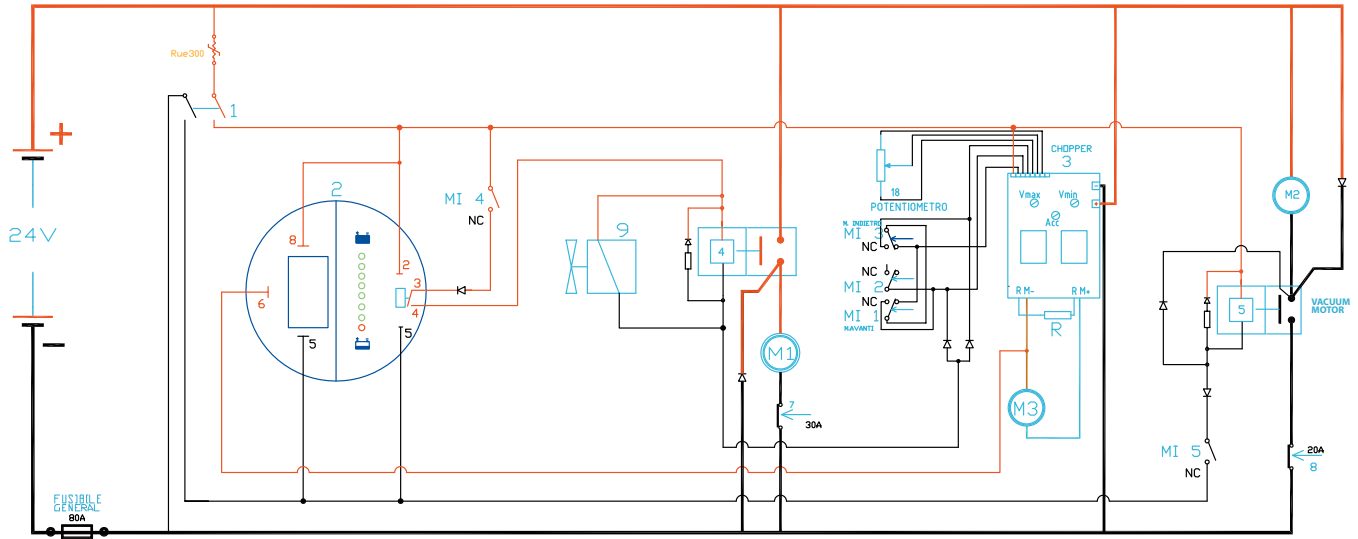 Rue300
1
+
24V
−
FUSIBILE
GENERAL
80A
2
8
6
5
2
3
4
5
MI 4
NC
9
4
M1
7
30A
18
POTENTIOMETRO
M. INDIETRO
MI 3
NC
NC
MI 2
NC
MI 1
M.AVANTI
CHOPPER
3
Vmax
Vmin
Acc
-
+
R M-
R M+
R
M3
M2
5
VACUUM
MOTOR
MI 5
NC
20A
8